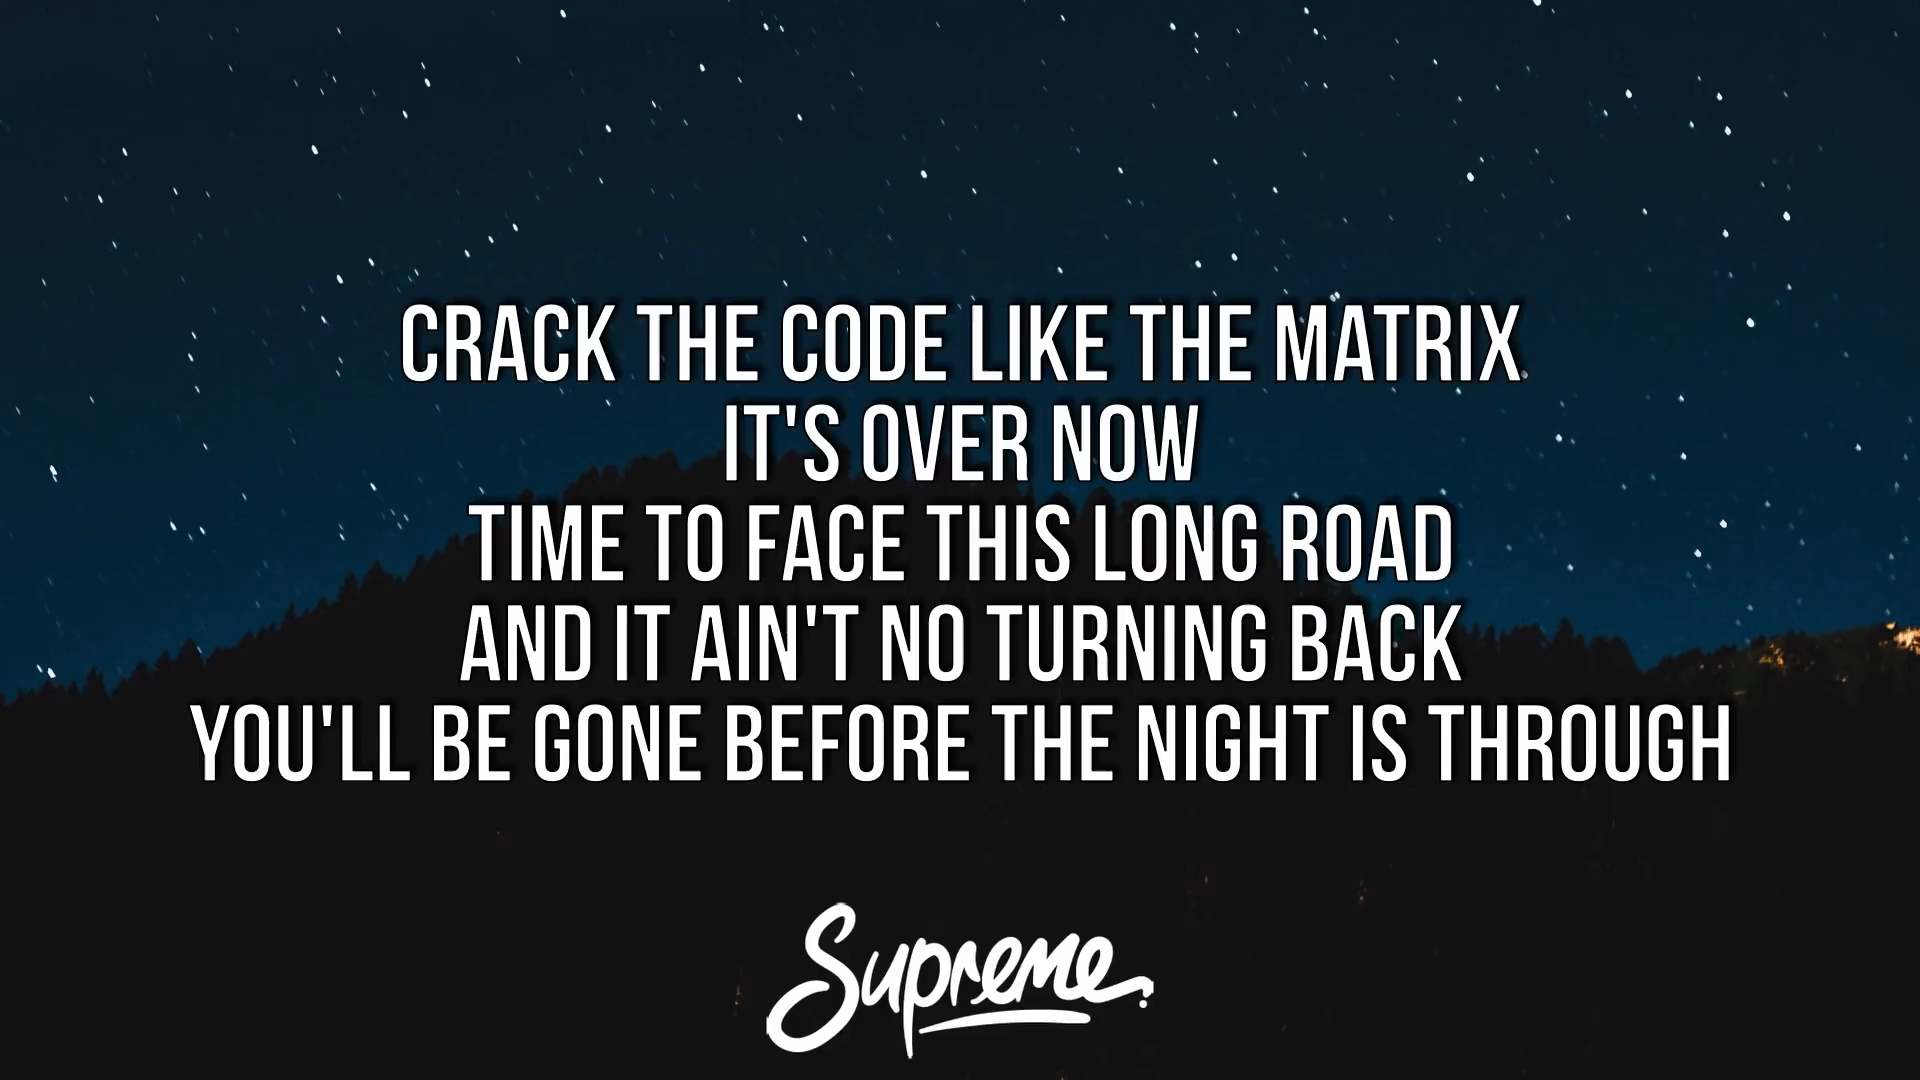 CRACK THE CODE LIKE THE MATRIX
IT'S OVER NOW
TIME TO FACE THIS LONG ROAD
AND IT AIN'T NO TURNING BACK
YOU'LL BE GONE BEFORE THE NIGHT IS THROUGH
Supreme.